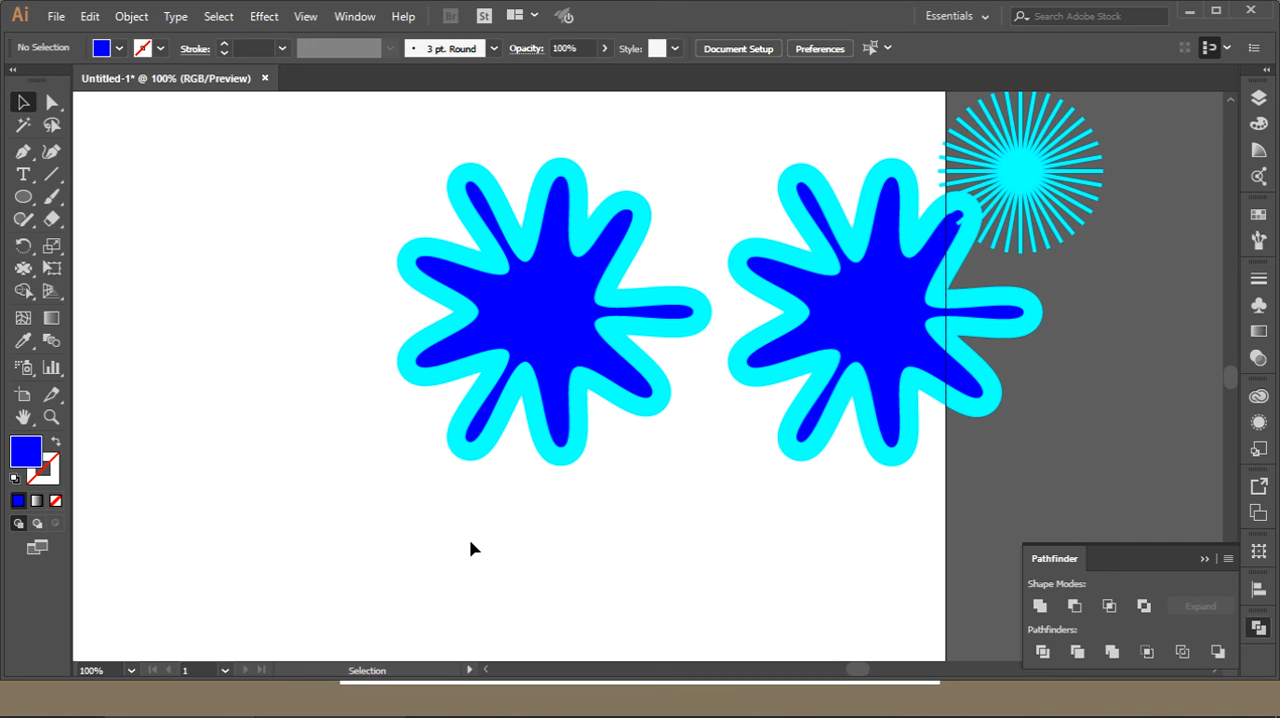 Ai File Edit Object Type Select Effect View Window Help Br St Essentials Search Adobe Stock
No Selection Stroke: 3 pt. Round Opacity: 100% Style: Document Setup Preferences
Untitled-1* @ 100% (RGB/Preview) ×
T
Pathfinder
Shape Modes:
Expand
Pathfinders:
100% 1 Selection